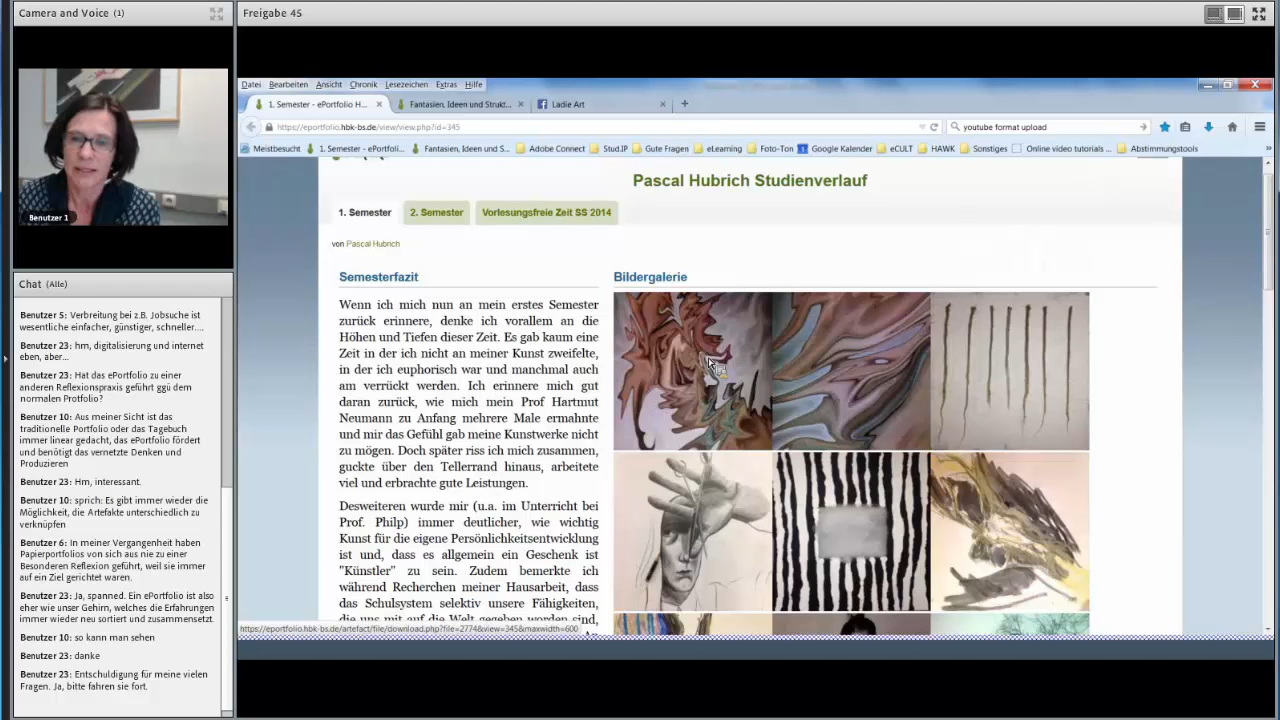 Camera and Voice (1)
Freigabe 45
Benutzer 1
Chat (Alle)
Benutzer 5: Verbreitung bei z.B. Jobsuche ist
wesentliche einfacher, günstiger, schneller....
Benutzer 23: hm, digitalisierung und internet
eben, aber...
Benutzer 23: Hat das ePortfolio zu einer
anderen Reflexionspraxis geführt ggü dem
normalen Protfolio?
Benutzer 10: Aus meiner Sicht ist das
traditionelle Portolio oder das Tagebuch
immer linear gedacht, das ePortfolio fördert
und benötigt das vernetzte Denken und
Produzieren
Benutzer 23: Hm, interessant.
Benutzer 10: sprich: Es gibt immer wieder die
Möglichkeit, die Artefakte unterschiedlich zu
verknüpfen
Benutzer 6: In meiner Vergangenheit haben
Papierportfolios von sich aus nie zu einer
Besonderen Reflexion geführt, weil sie immer
auf ein Ziel gerichtet waren.
Benutzer 23: Ja, spanned. Ein ePortfolio ist also
eher wie unser Gehirn, welches die Erfahrungen
immer wieder neu sortiert und zusammensetzt.
Benutzer 10: so kann man sehen
Benutzer 23: danke
Benutzer 23: Entschuldigung für meine vielen
Fragen. Ja, bitte fahren sie fort.
Datei Bearbeiten Ansicht Chronik Lesezeichen Extras Hilfe
1. Semester - ePortfolio H... Fantasien, Ideen und Strukt... Ladie Art
https://eportfolio.hbk-bs.de/view/view.php?id=345 youtube format upload
Meistbesucht 1. Semester - ePortfoli... Fantasien, Ideen und S... Adobe Connect Stud.IP Gute Fragen eLearning Foto-Ton Google Kalender eCULT HAWK Sonstiges Online video tutorials ... Abstimmungstools
Pascal Hubrich Studienverlauf
1. Semester 2. Semester Vorlesungsfreie Zeit SS 2014
von Pascal Hubrich
Semesterfazit
Wenn ich mich nun an mein erstes Semester
zurück erinnere, denke ich vorallem an die
Höhen und Tiefen dieser Zeit. Es gab kaum eine
Zeit in der ich nicht an meiner Kunst zweifelte,
in der ich euphorisch war und manchmal auch
am verrückt werden. Ich erinnere mich gut
daran zurück, wie mich mein Prof Hartmut
Neumann zu Anfang mehrere Male ermahnte
und mir das Gefühl gab meine Kunstwerke nicht
zu mögen. Doch später riss ich mich zusammen,
guckte über den Tellerrand hinaus, arbeitete
viel und erbrachte gute Leistungen.
Desweiteren wurde mir (u.a. im Unterricht bei
Prof. Philp) immer deutlicher, wie wichtig
Kunst für die eigene Persönlichkeitsentwicklung
ist und, dass es allgemein ein Geschenk ist
"Künstler" zu sein. Zudem bemerkte ich
während Recherchen meiner Hausarbeit, dass
das Schulsystem selektiv unsere Fähigkeiten,
die uns mit auf die Welt gegeben worden sind,
Bildergalerie
https://eportfolio.hbk-bs.de/artefact/file/download.php?file=2774&view=345&maxwidth=600